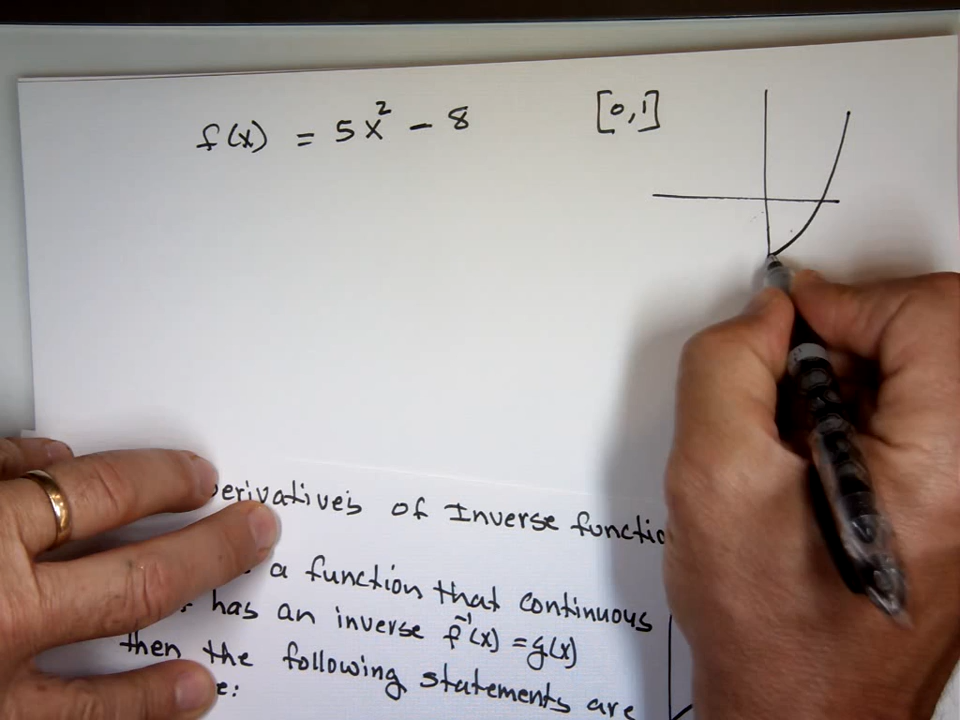 f(x) = 5x² - 8 [0,1]
Derivative's of Inverse functio
a function that continuous
has an inverse f⁻¹(x) = g(x)
then the following statements are